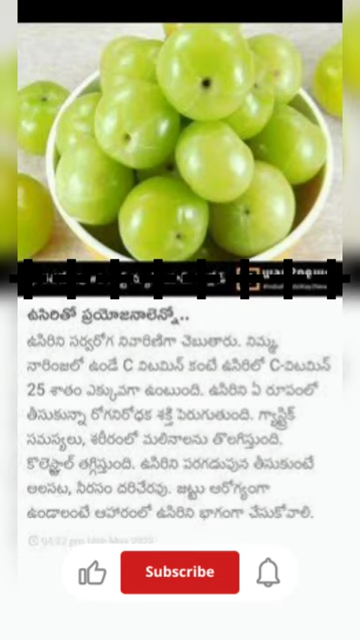 ఉసిరితో ప్రయోజనాలెన్నో..
ఉసిరిని సర్వరోగ నివారిణిగా చెబుతారు. నిమ్మ,
నారింజలో ఉండే C విటమిన్ కంటే ఉసిరిలో C-విటమిన్
25 శాతం ఎక్కువగా ఉంటుంది. ఉసిరిని ఏ రూపంలో
తీసుకున్నా రోగనిరోధక శక్తి పెరుగుతుంది. గ్యాస్ట్రిక్
సమస్యలు, శరీరంలో మలినాలను తొలగిస్తుంది.
కొలెస్ట్రాల్ తగ్గిస్తుంది. ఉసిరిని పరగడుపున తీసుకుంటే
అలసట, నీరసం దరిచేరవు. జుట్టు ఆరోగ్యంగా
ఉండాలంటే ఆహారంలో ఉసిరిని భాగంగా చేసుకోవాలి.
Subscribe